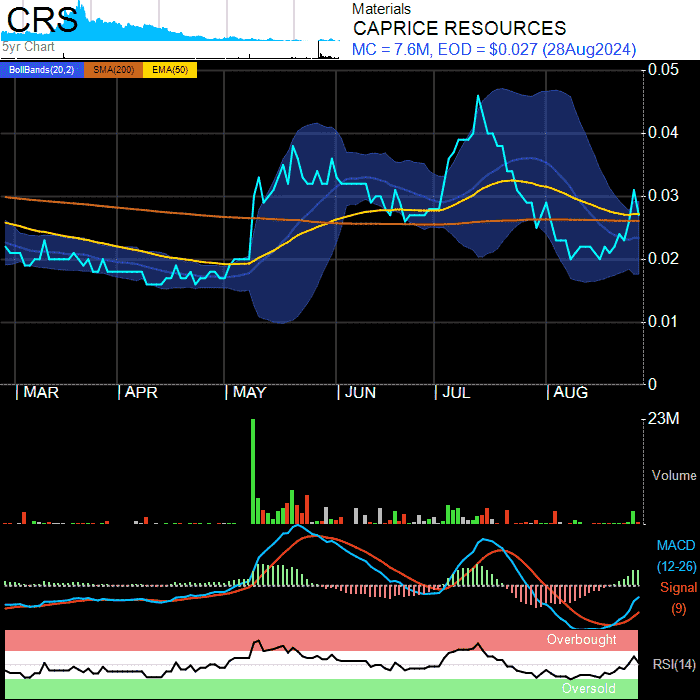 CRS
5yr Chart
Materials
CAPRICE RESOURCES
MC = 7.6M, EOD = $0.027 (28Aug2024)
BollBands(20,2) SMA(200) EMA(50)
0.05
0.04
0.03
0.02
0.01
0
MAR APR MAY JUN JUL AUG
23M
Volume
MACD
(12-26)
Signal
(9)
Overbought
RSI(14)
Oversold